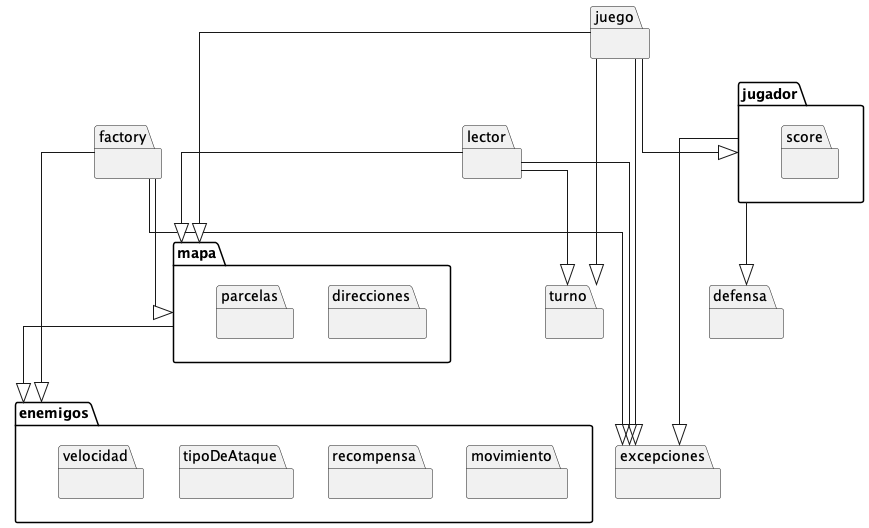 juego
jugador
factory
lector
score
mapa
parcelas
direcciones
turno
defensa
enemigos
velocidad
tipoDeAtaque
recompensa
movimiento
excepciones